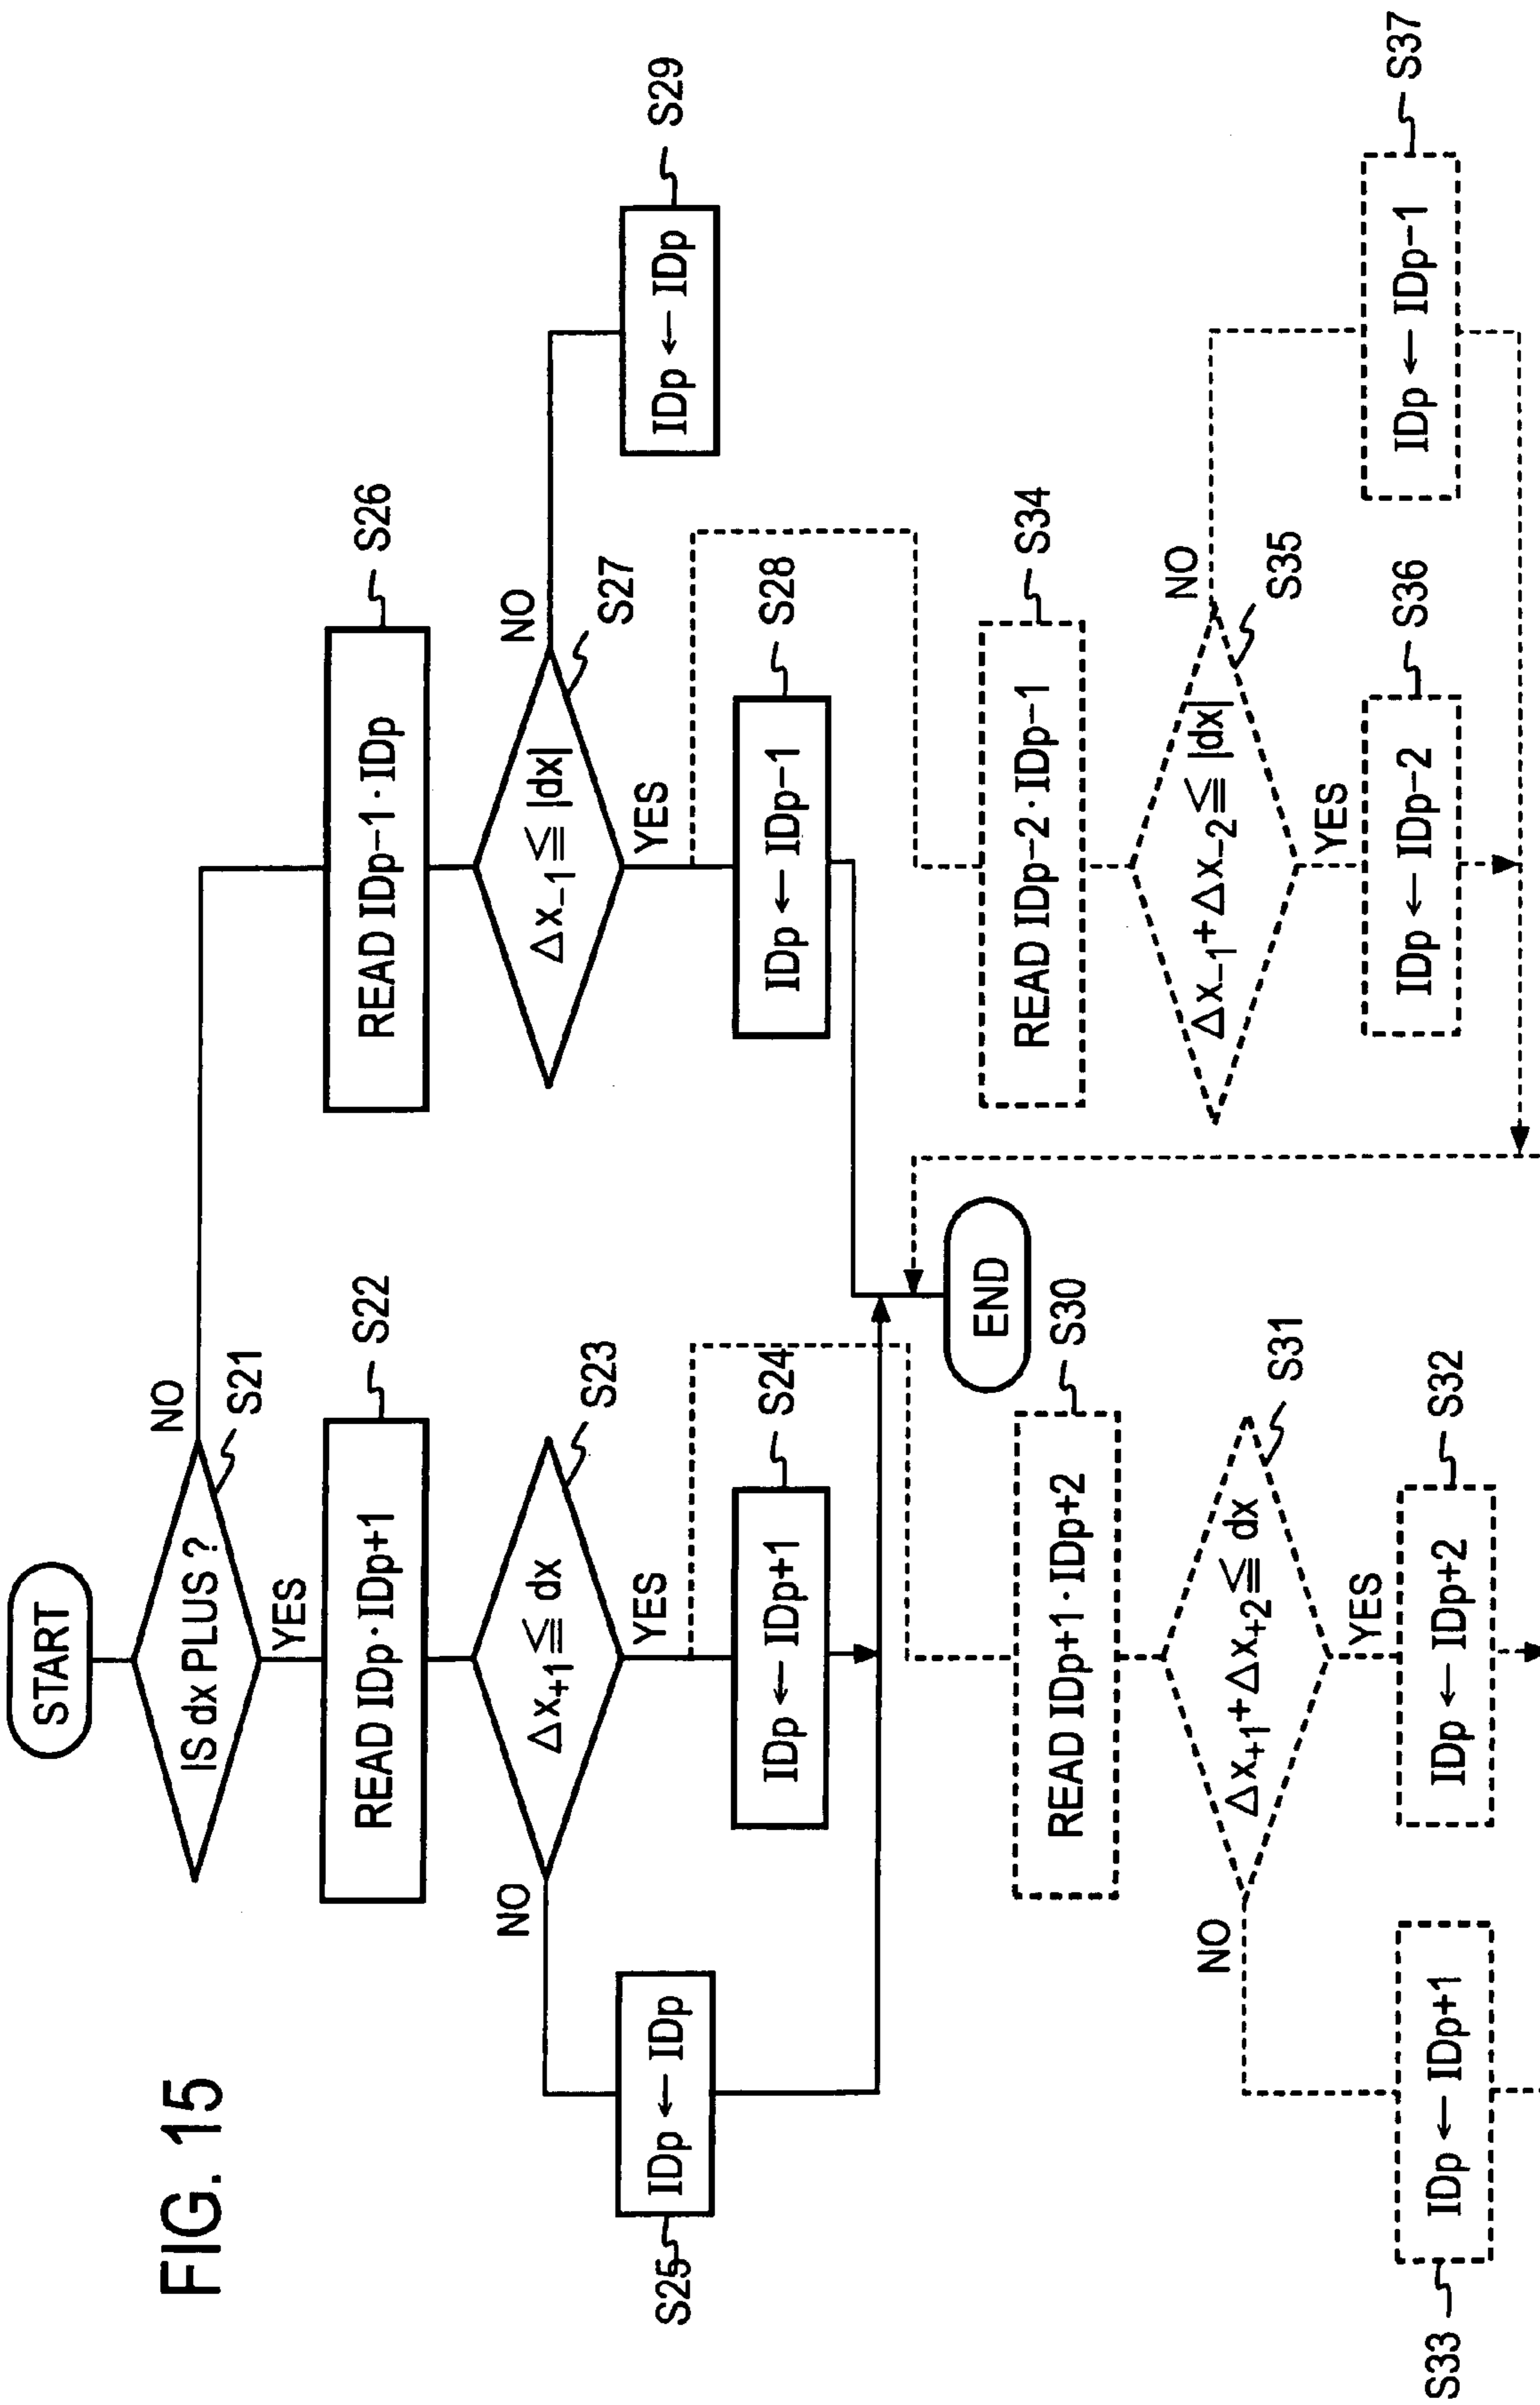 FIG. 15
START
IS dx PLUS ?
S21
NO
YES
READ IDp·IDp+1
S22
Δx+1 ≦ dx
S23
NO
YES
IDp ← IDp+1
S24
IDp ← IDp
S25
READ IDp−1·IDp
S26
Δx−1 ≦ |dx|
S27
NO
YES
IDp ← IDp−1
S28
IDp ← IDp
S29
END
READ IDp+1·IDp+2
S30
Δx+1+Δx+2 ≦ dx
S31
NO
YES
IDp ← IDp+2
S32
IDp ← IDp+1
S33
READ IDp−2·IDp−1
S34
Δx−1+Δx−2 ≦ |dx|
S35
NO
YES
IDp ← IDp−2
S36
IDp ← IDp−1
S37